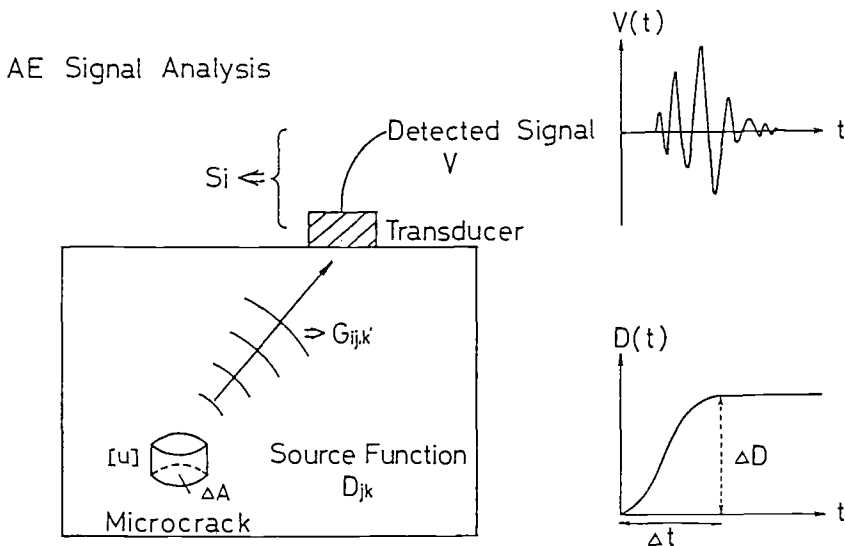 AE Signal Analysis
V(t)
t
Detected Signal
V
Si ⇐
Transducer
⇒ Gij,k'
[u]
ΔA
Microcrack
Source Function
Djk
D(t)
ΔD
t
Δt